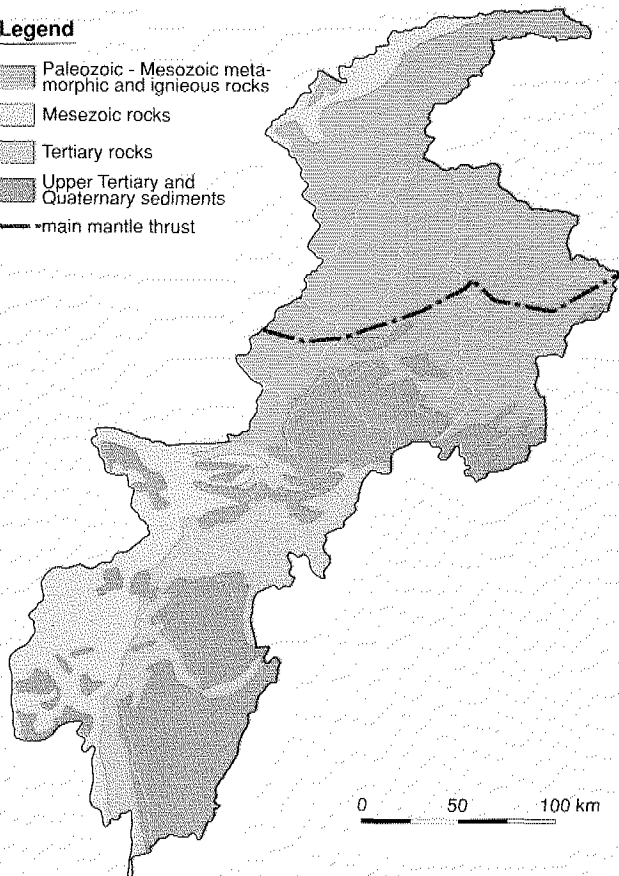 Legend
Paleozoic - Mesozoic meta-
morphic and ignieous rocks
Mesezoic rocks
Tertiary rocks
Upper Tertiary and
Quaternary sediments
main mantle thrust
0 50 100 km